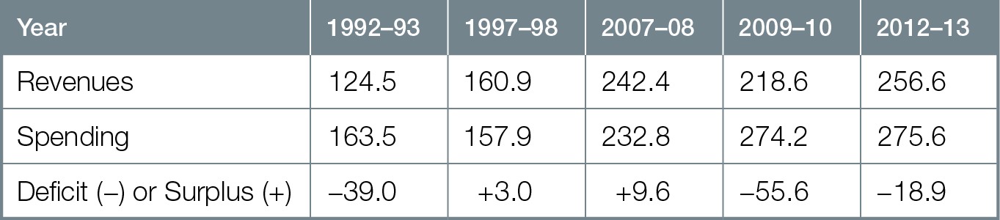 Year 1992–93 1997–98 2007–08 2009–10 2012–13
Revenues 124.5 160.9 242.4 218.6 256.6
Spending 163.5 157.9 232.8 274.2 275.6
Deficit (–) or Surplus (+) –39.0 +3.0 +9.6 –55.6 –18.9